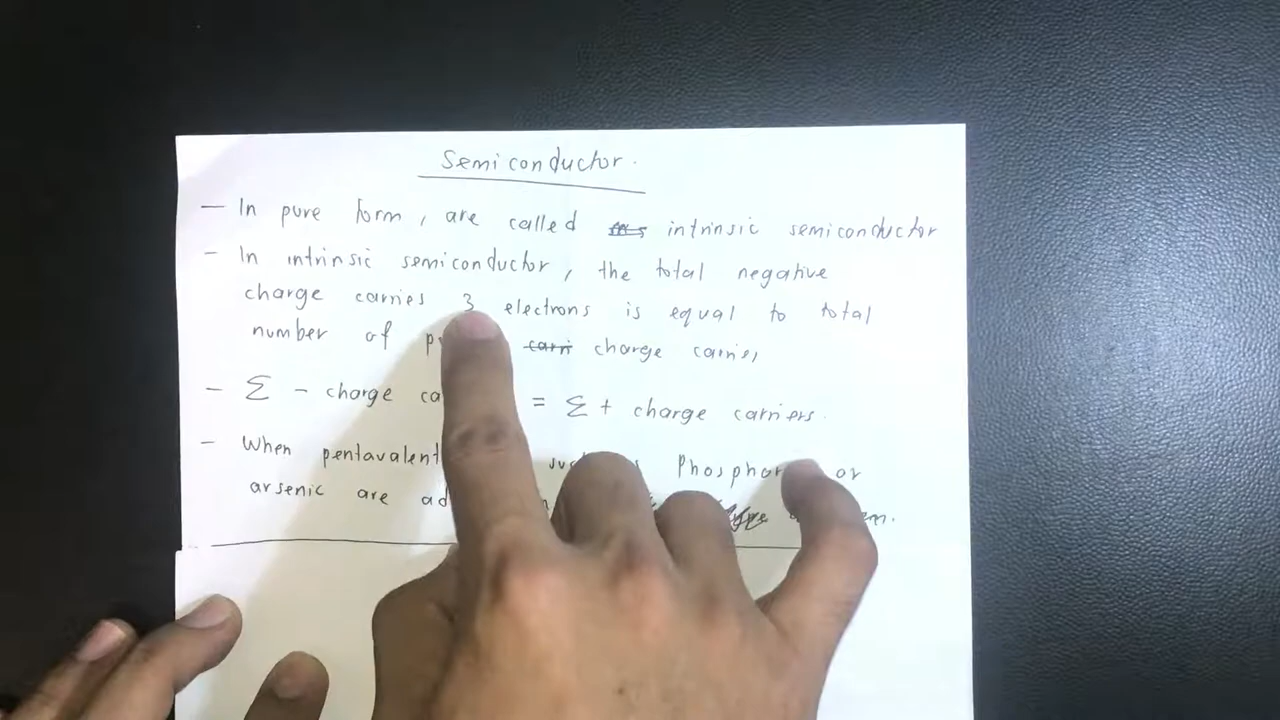 Semiconductor.
— In pure form, are called intrinsic semiconductor
- In intrinsic semiconductor, the total negative
charge carries 3 electrons is equal to total
number of charge carries
- Σ - charge = Σ + charge carriers.
- When pentavalent Phosphor or
arsenic are